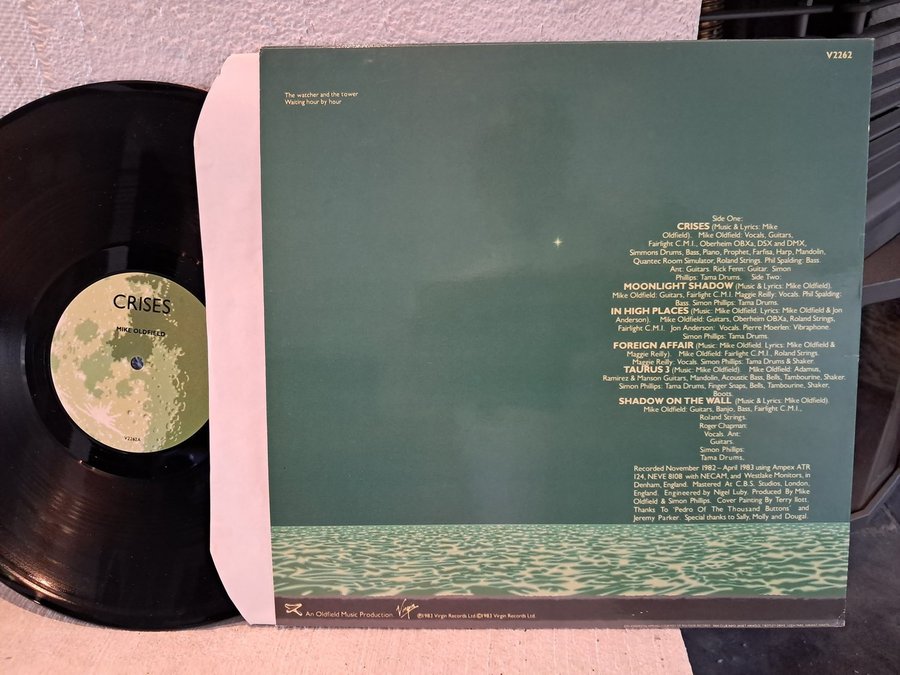 CRISES
MIKE OLDFIELD
V2262A
V2262
The watcher and the tower
Waiting hour by hour
Side One:
CRISES (Music & Lyrics: Mike
Oldfield). Mike Oldfield: Vocals, Guitars,
Fairlight C.M.I., Oberheim OBXa, DSX and DMX,
Simmons Drums, Bass, Piano, Prophet, Farfisa, Harp, Mandolin,
Quantec Room Simulator, Roland Strings. Phil Spalding: Bass.
Ant: Guitars. Rick Fenn: Guitar. Simon
Phillips: Tama Drums. Side Two:
MOONLIGHT SHADOW (Music & Lyrics: Mike Oldfield).
Mike Oldfield: Guitars, Fairlight C.M.I. Maggie Reilly: Vocals. Phil Spalding:
Bass. Simon Phillips: Tama Drums.
IN HIGH PLACES (Music: Mike Oldfield. Lyrics: Mike Oldfield & Jon
Anderson). Mike Oldfield: Guitars, Oberheim OBXa, Roland Strings,
Fairlight C.M.I. Jon Anderson: Vocals. Pierre Moerlen: Vibraphone.
Simon Phillips: Tama Drums.
FOREIGN AFFAIR (Music: Mike Oldfield. Lyrics: Mike Oldfield &
Maggie Reilly). Mike Oldfield: Fairlight C.M.I., Roland Strings.
Maggie Reilly: Vocals. Simon Phillips: Tama Drums & Shaker.
TAURUS 3 (Music: Mike Oldfield). Mike Oldfield: Adamus,
Ramirez & Manson Guitars, Mandolin, Acoustic Bass, Bells, Tambourine, Shaker.
Simon Phillips: Tama Drums, Finger Snaps, Bells, Tambourine, Shaker,
Boots.
SHADOW ON THE WALL (Music & Lyrics: Mike Oldfield).
Mike Oldfield: Guitars, Banjo, Bass, Fairlight C.M.I.,
Roland Strings.
Roger Chapman:
Vocals. Ant:
Guitars.
Simon Phillips:
Tama Drums.
Recorded November 1982 – April 1983 using Ampex ATR
124, NEVE 8108 with NECAM, and Westlake Monitors, in
Denham, England. Mastered At C.B.S. Studios, London,
England. Engineered by Nigel Luby. Produced By Mike
Oldfield & Simon Phillips. Cover Painting By Terry Ilott.
Thanks To 'Pedro Of The Thousand Buttons' and
Jeremy Parker. Special thanks to Sally, Molly and Dougal.
An Oldfield Music Production Virgin ℗1983 Virgin Records Ltd. ©1983 Virgin Records Ltd.